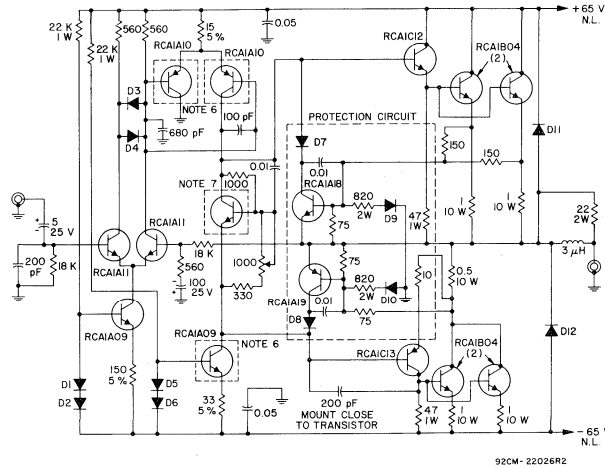 0.05
+65 V
N.L.
22 K
1 W
560
560
15
5 %
22 K
1 W
RCA1A10
RCA1A10
RCA1C12
RCA1B04
(2)
D3
NOTE 6
D11
680 pF
100 pF
PROTECTION CIRCUIT
D4
D7
150
150
0.01
0.01
NOTE 7
RCA1A18
1000
820
2W
D9
47
1W
1
10 W
1
10 W
22
2W
5
25 V
RCA1A11
75
18 K
3 μH
200
pF
18 K
RCA1A11
560
1000
75
820
2W
10
0.5
10 W
100
25 V
330
RCA1A19
D10
0.01
RCA1A09
D8
75
D12
RCA1A09
NOTE 6
RCA1B04
(2)
RCA1C13
D1
D2
150
5 %
D5
D6
33
5 %
0.05
200 pF
MOUNT CLOSE
TO TRANSISTOR
47
1W
1
10 W
1
10 W
-65 V
N.L.
92CM-22026R2